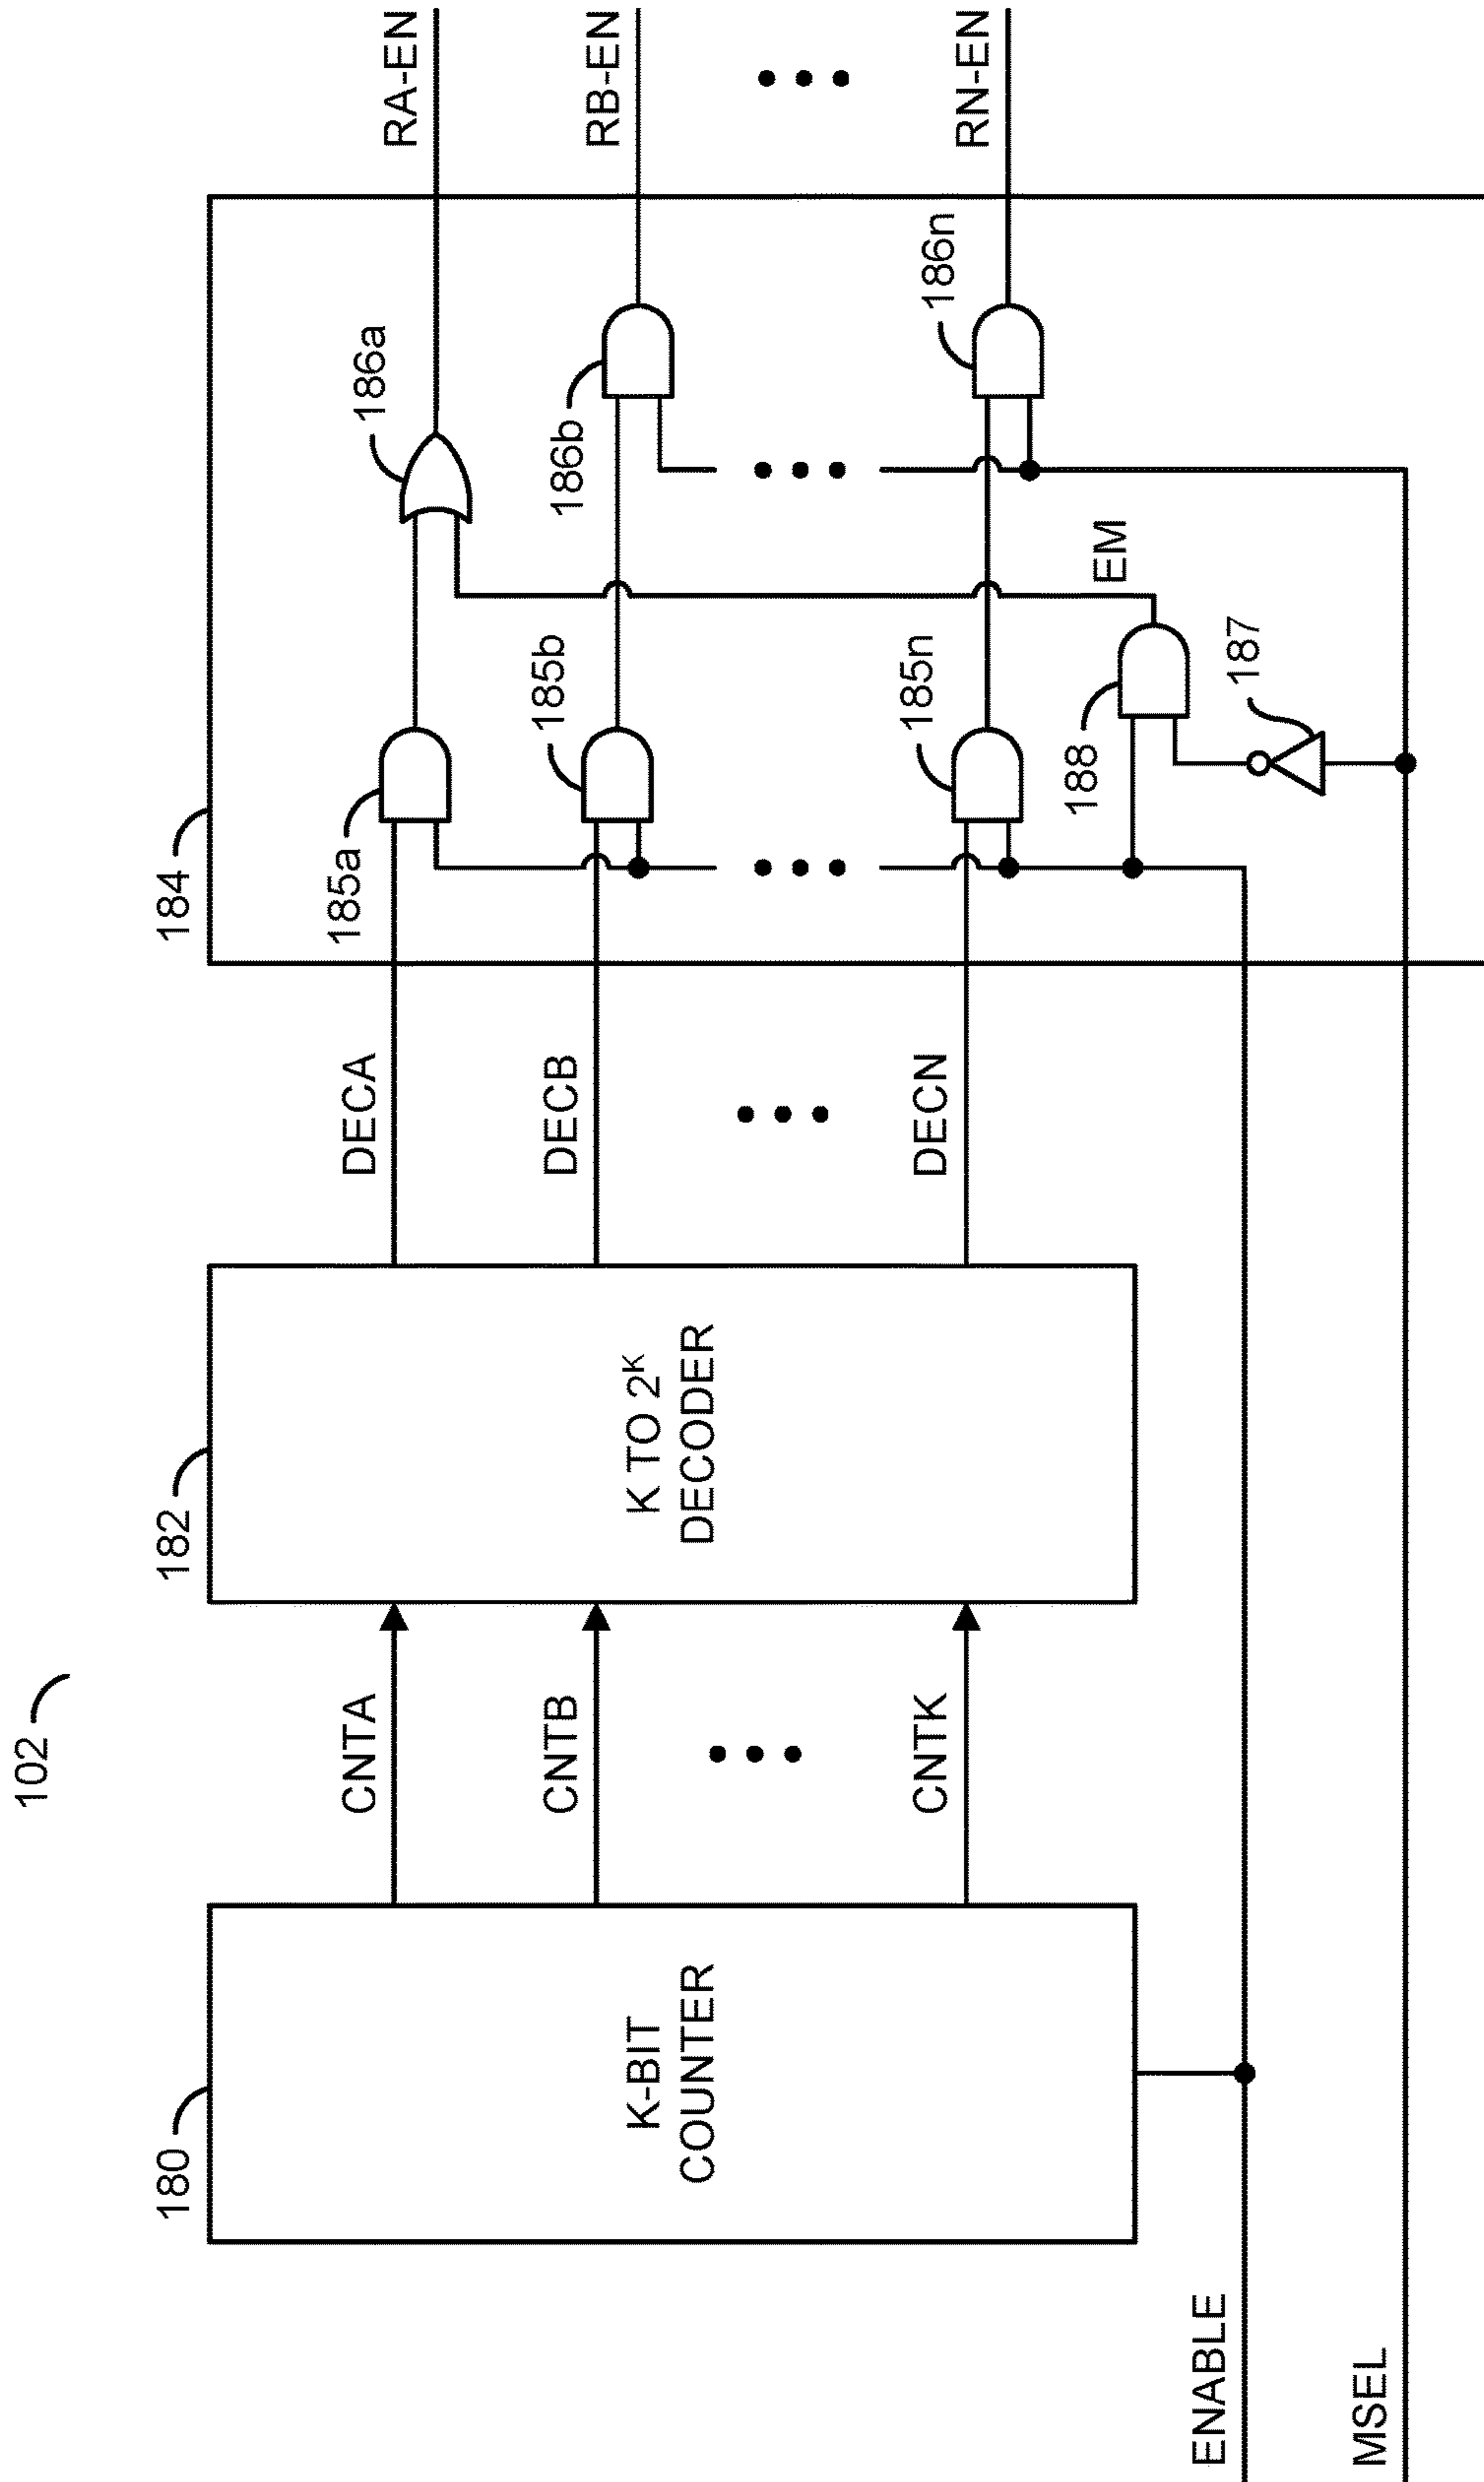 102
180
K-BIT
COUNTER
CNTA
CNTB
CNTK
182
K TO 2ᴷ
DECODER
DECA
DECB
DECN
184
185a
185b
185n
186a
186b
186n
188
187
EM
RA-EN
RB-EN
RN-EN
ENABLE
MSEL